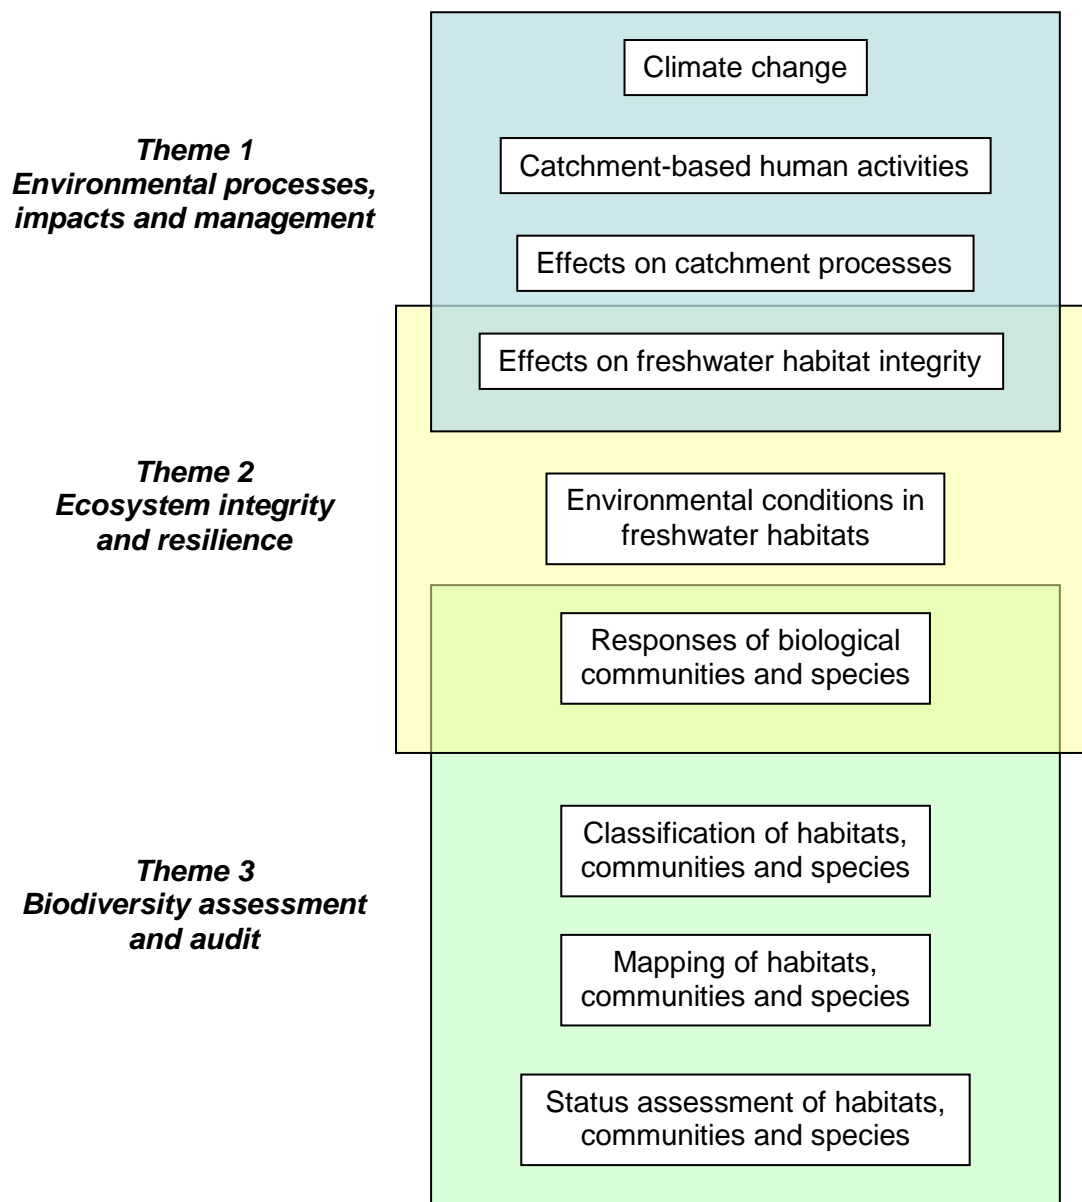 Climate change
Theme 1
Environmental processes,
impacts and management
Catchment-based human activities
Effects on catchment processes
Effects on freshwater habitat integrity
Theme 2
Ecosystem integrity
and resilience
Environmental conditions in
freshwater habitats
Responses of biological
communities and species
Theme 3
Biodiversity assessment
and audit
Classification of habitats,
communities and species
Mapping of habitats,
communities and species
Status assessment of habitats,
communities and species